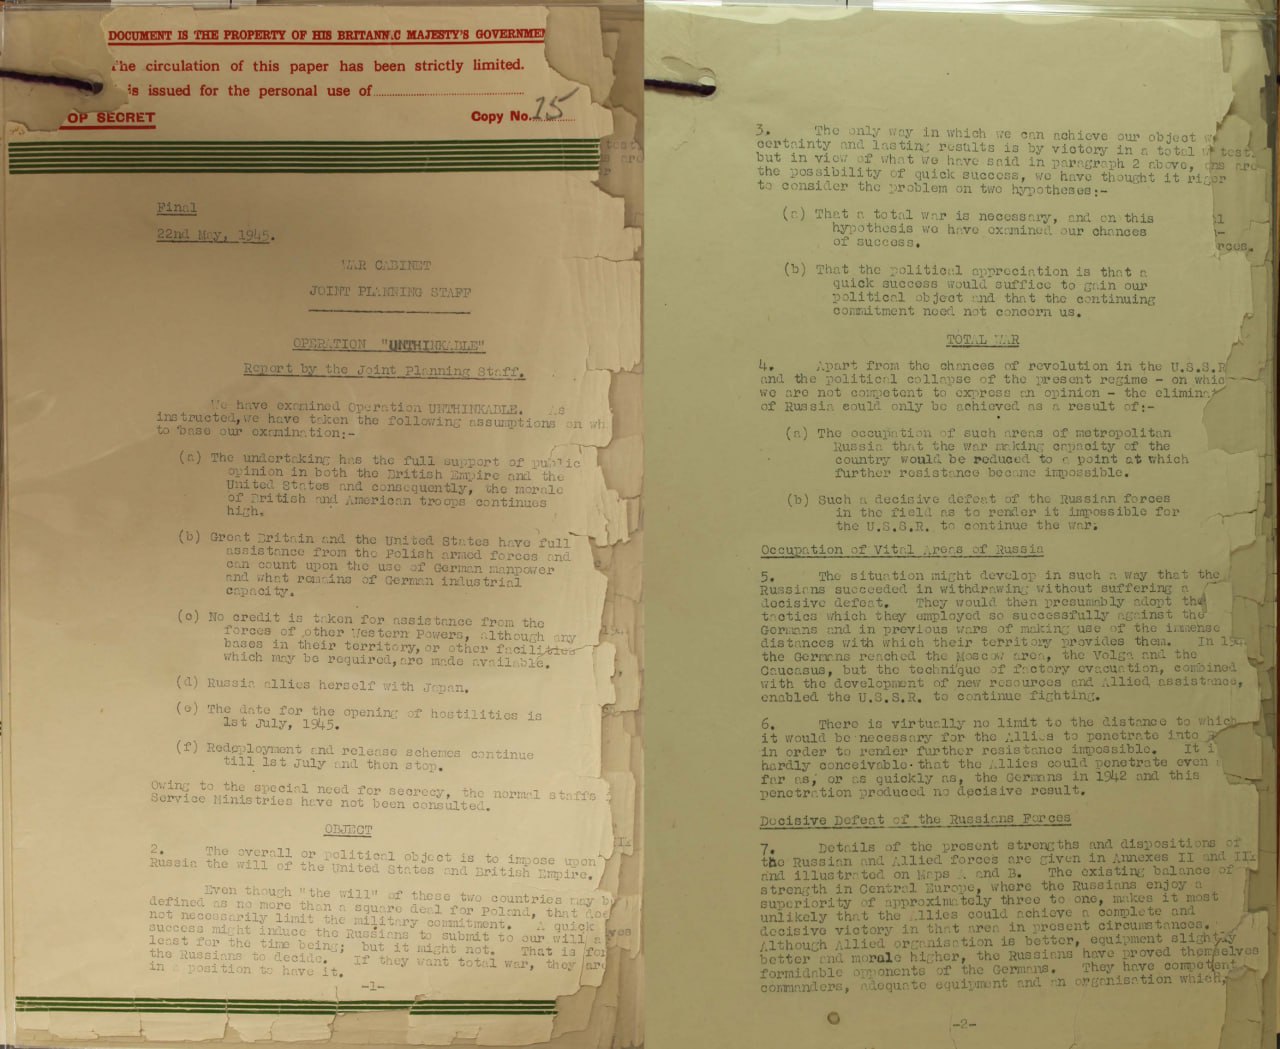 DOCUMENT IS THE PROPERTY OF HIS BRITANNIC MAJESTY'S GOVERNMEN
The circulation of this paper has been strictly limited.
is issued for the personal use of
OP SECRET
Copy No. 15
Final
22nd May, 1945.
WAR CABINET
JOINT PLANNING STAFF
OPERATION "UNTHINKABLE"
Report by the Joint Planning Staff.
We have examined Operation UNTHINKABLE. As
instructed, we have taken the following assumptions on wh
to base our examination:-
(a) The undertaking has the full support of public
opinion in both the British Empire and the
United States and consequently, the morale
of British and American troops continues
high.
(b) Great Britain and the United States have full
assistance from the Polish armed forces and
can count upon the use of German manpower
and what remains of German industrial
capacity.
(c) No credit is taken for assistance from the
forces of other Western Powers, although any
bases in their territory, or other facilities
which may be required, are made available.
(d) Russia allies herself with Japan.
(e) The date for the opening of hostilities is
1st July, 1945.
(f) Redeployment and release schemes continue
till 1st July and then stop.
Owing to the special need for secrecy, the normal staffs
Service Ministries have not been consulted.
OBJECT
2. The overall or political object is to impose upon
Russia the will of the United States and British Empire.
Even though "the will" of these two countries may b
defined as no more than a square deal for Poland, that doe
not necessarily limit the military commitment. A quick
success might induce the Russians to submit to our will a
least for the time being; but it might not. That is for
the Russians to decide. If they want total war, they are
in a position to have it.
-1-
3. The only way in which we can achieve our object w
certainty and lasting results is by victory in a total w
but in view of what we have said in paragraph 2 above,
the possibility of quick success, we have thought it rig
to consider the problem on two hypotheses:-
(a) That a total war is necessary, and on this
hypothesis we have examined our chances
of success.
(b) That the political appreciation is that a
quick success would suffice to gain our
political object and that the continuing
commitment need not concern us.
TOTAL WAR
4. Apart from the chances of revolution in the U.S.S.R
and the political collapse of the present regime - on whic
we are not competent to express an opinion - the eliminat
of Russia could only be achieved as a result of:-
(a) The occupation of such areas of metropolitan
Russia that the war making capacity of the
country would be reduced to a point at which
further resistance became impossible.
(b) Such a decisive defeat of the Russian forces
in the field as to render it impossible for
the U.S.S.R. to continue the war.
Occupation of Vital Areas of Russia
5. The situation might develop in such a way that the
Russians succeeded in withdrawing without suffering a
decisive defeat. They would then presumably adopt the
tactics which they employed so successfully against the
Germans and in previous wars of making use of the immense
distances with which their territory provides them. In 194
the Germans reached the Moscow area, the Volga and the
Caucasus, but the technique of factory evacuation, combined
with the development of new resources and Allied assistance,
enabled the U.S.S.R. to continue fighting.
6. There is virtually no limit to the distance to which
it would be necessary for the Allies to penetrate into
in order to render further resistance impossible. It i
hardly conceivable that the Allies could penetrate even
far as, or as quickly as, the Germans in 1942 and this
penetration produced no decisive result.
Decisive Defeat of the Russians Forces
7. Details of the present strengths and dispositions of
the Russian and Allied forces are given in Annexes II and III
and illustrated on Maps A. and B. The existing balance of
strength in Central Europe, where the Russians enjoy a
superiority of approximately three to one, makes it most
unlikely that the Allies could achieve a complete and
decisive victory in that area in present circumstances.
Although Allied organisation is better, equipment slightly
better and morale higher, the Russians have proved themselves
formidable opponents of the Germans. They have competent
commanders, adequate equipment and an organisation which,
-2-